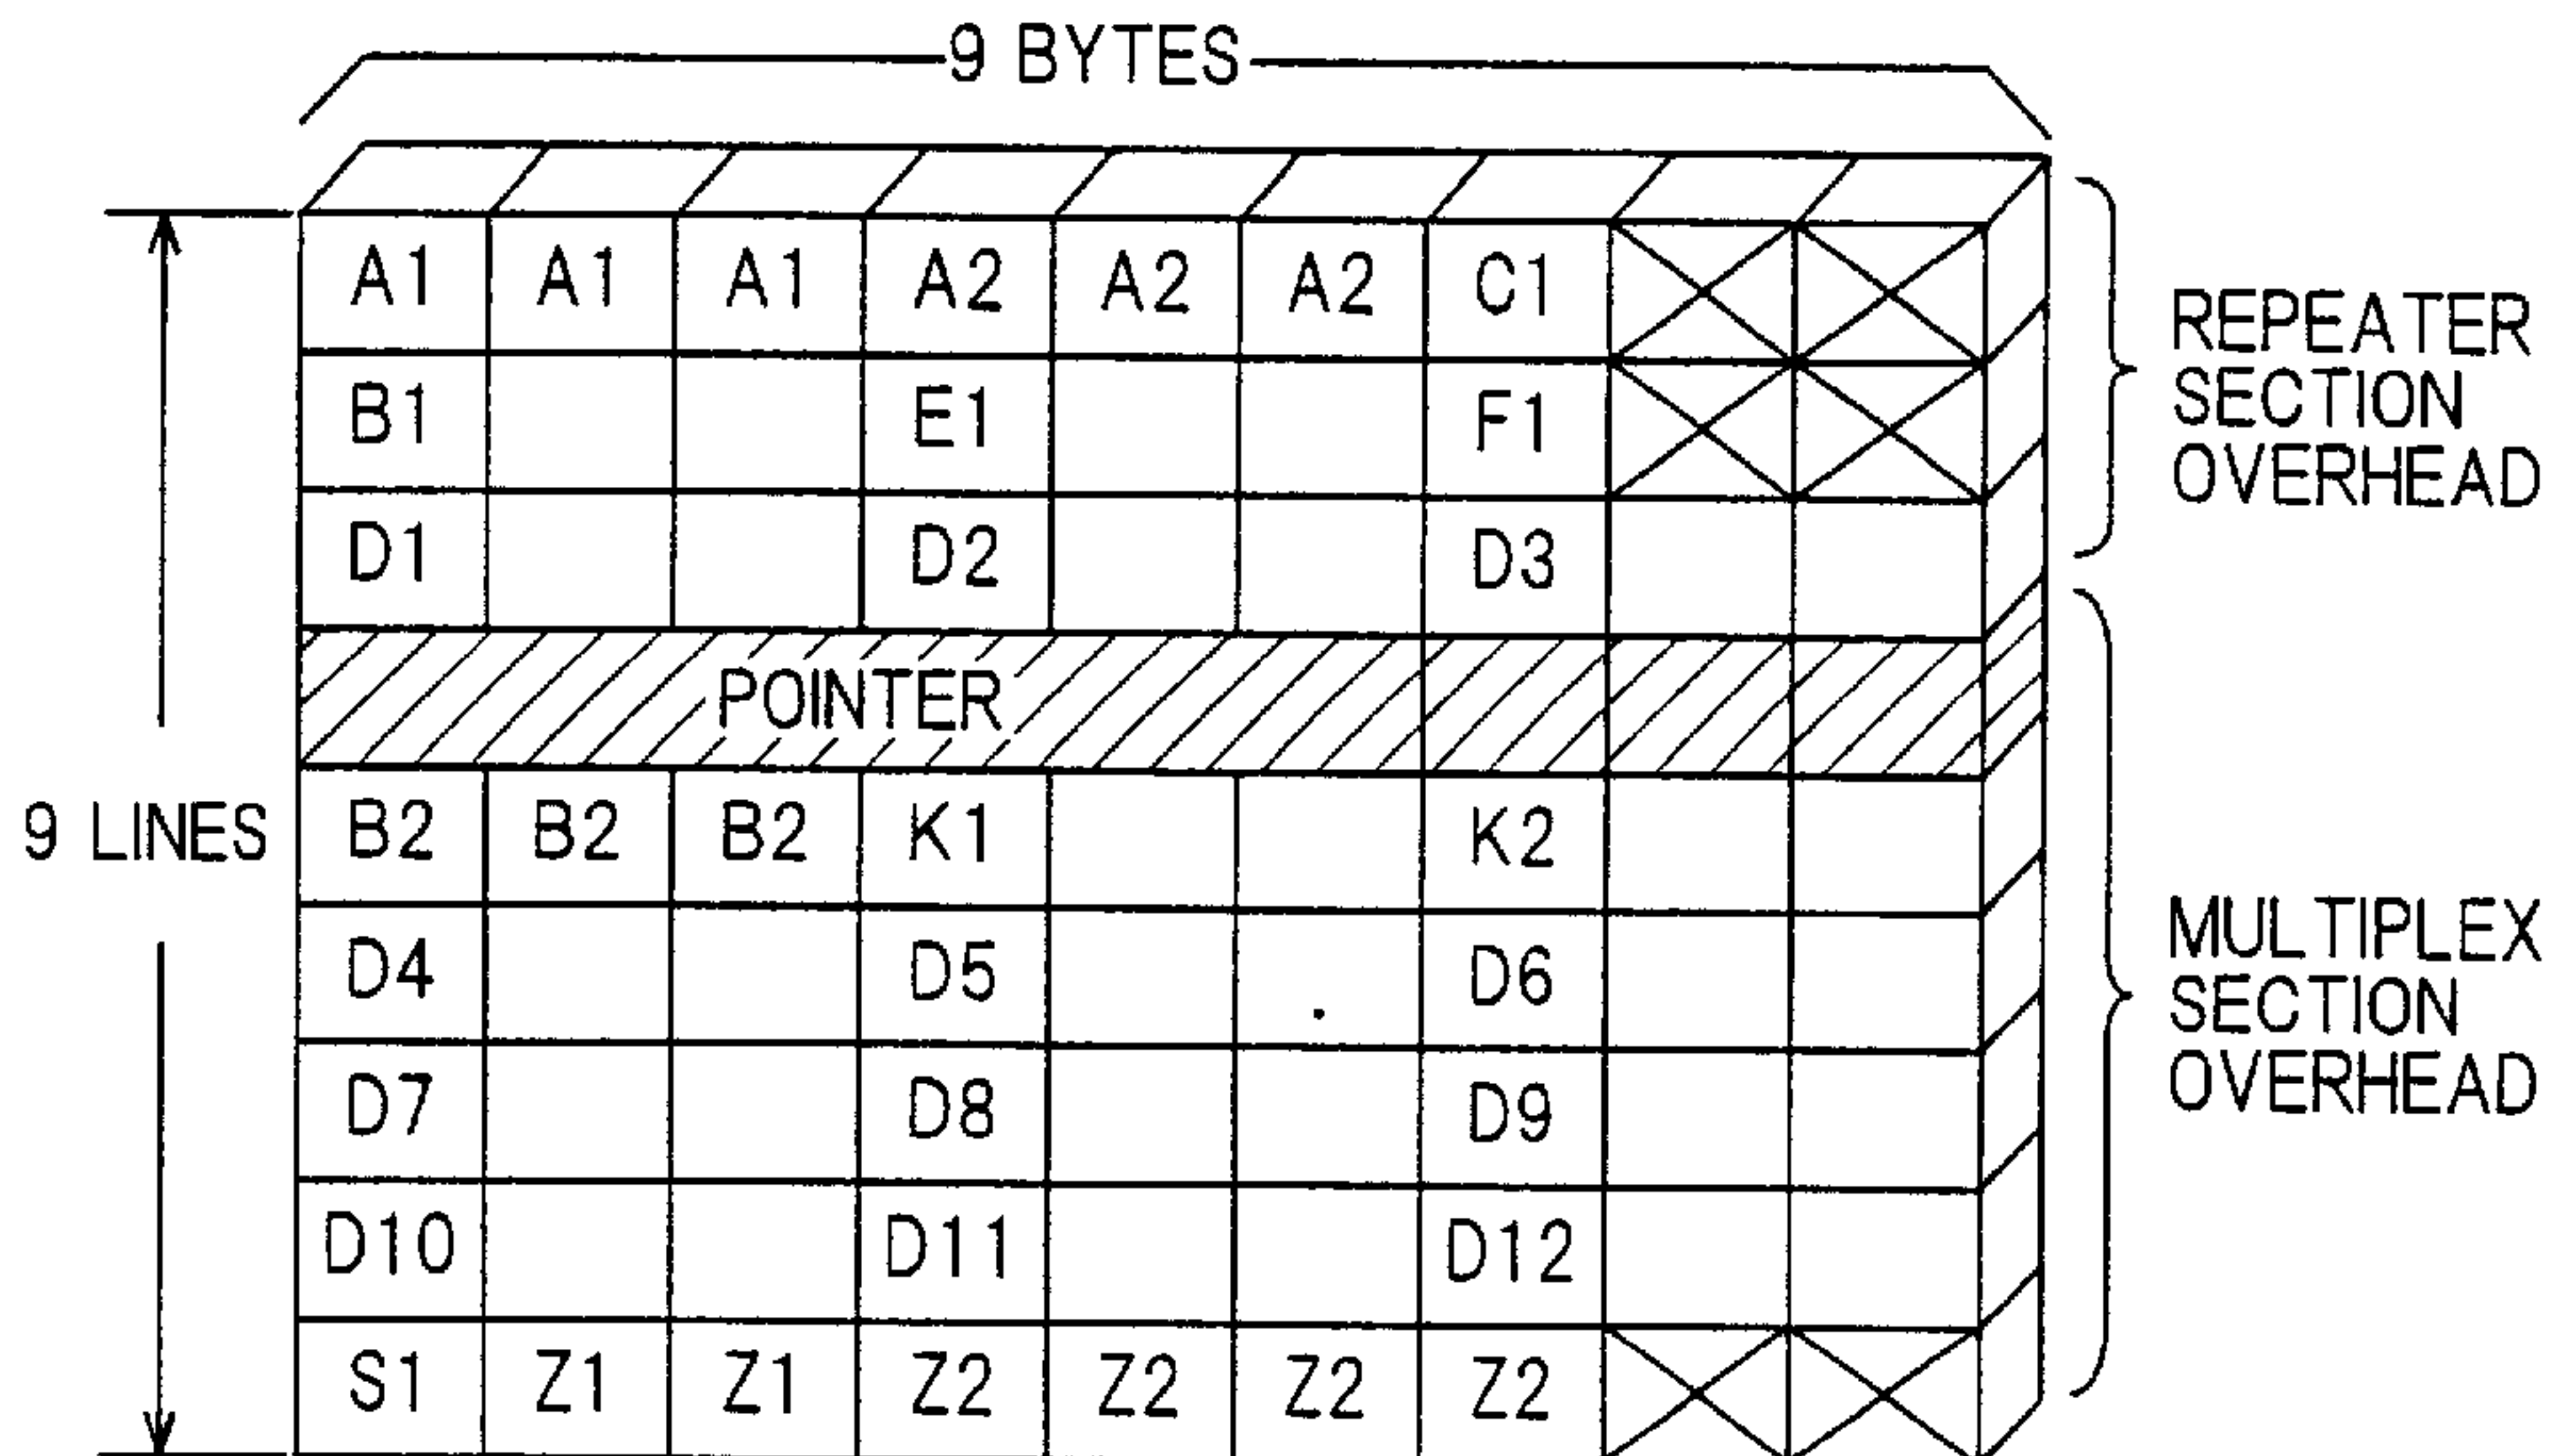 9 BYTES
A1 A1 A1 A2 A2 A2 C1
B1 E1 F1
D1 D2 D3
REPEATER
SECTION
OVERHEAD
POINTER
9 LINES
B2 B2 B2 K1 K2
D4 D5 D6
D7 D8 D9
D10 D11 D12
S1 Z1 Z1 Z2 Z2 Z2 Z2
MULTIPLEX
SECTION
OVERHEAD